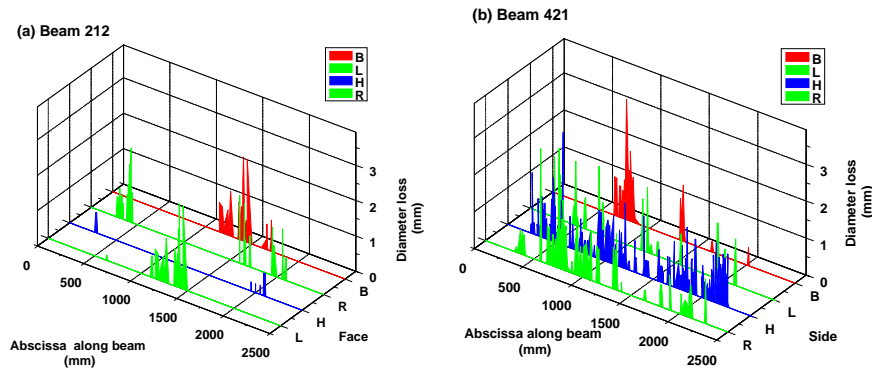 (a) Beam 212
B
L
H
R
3
2
1
0
Diameter loss
(mm)
0
500
1000
1500
2000
2500
Abscissa along beam
(mm)
B
R
H
L
Face
(b) Beam 421
B
L
H
R
3
2
1
0
Diameter loss
(mm)
0
500
1000
1500
2000
2500
Abscissa along beam
(mm)
B
L
H
R
Side